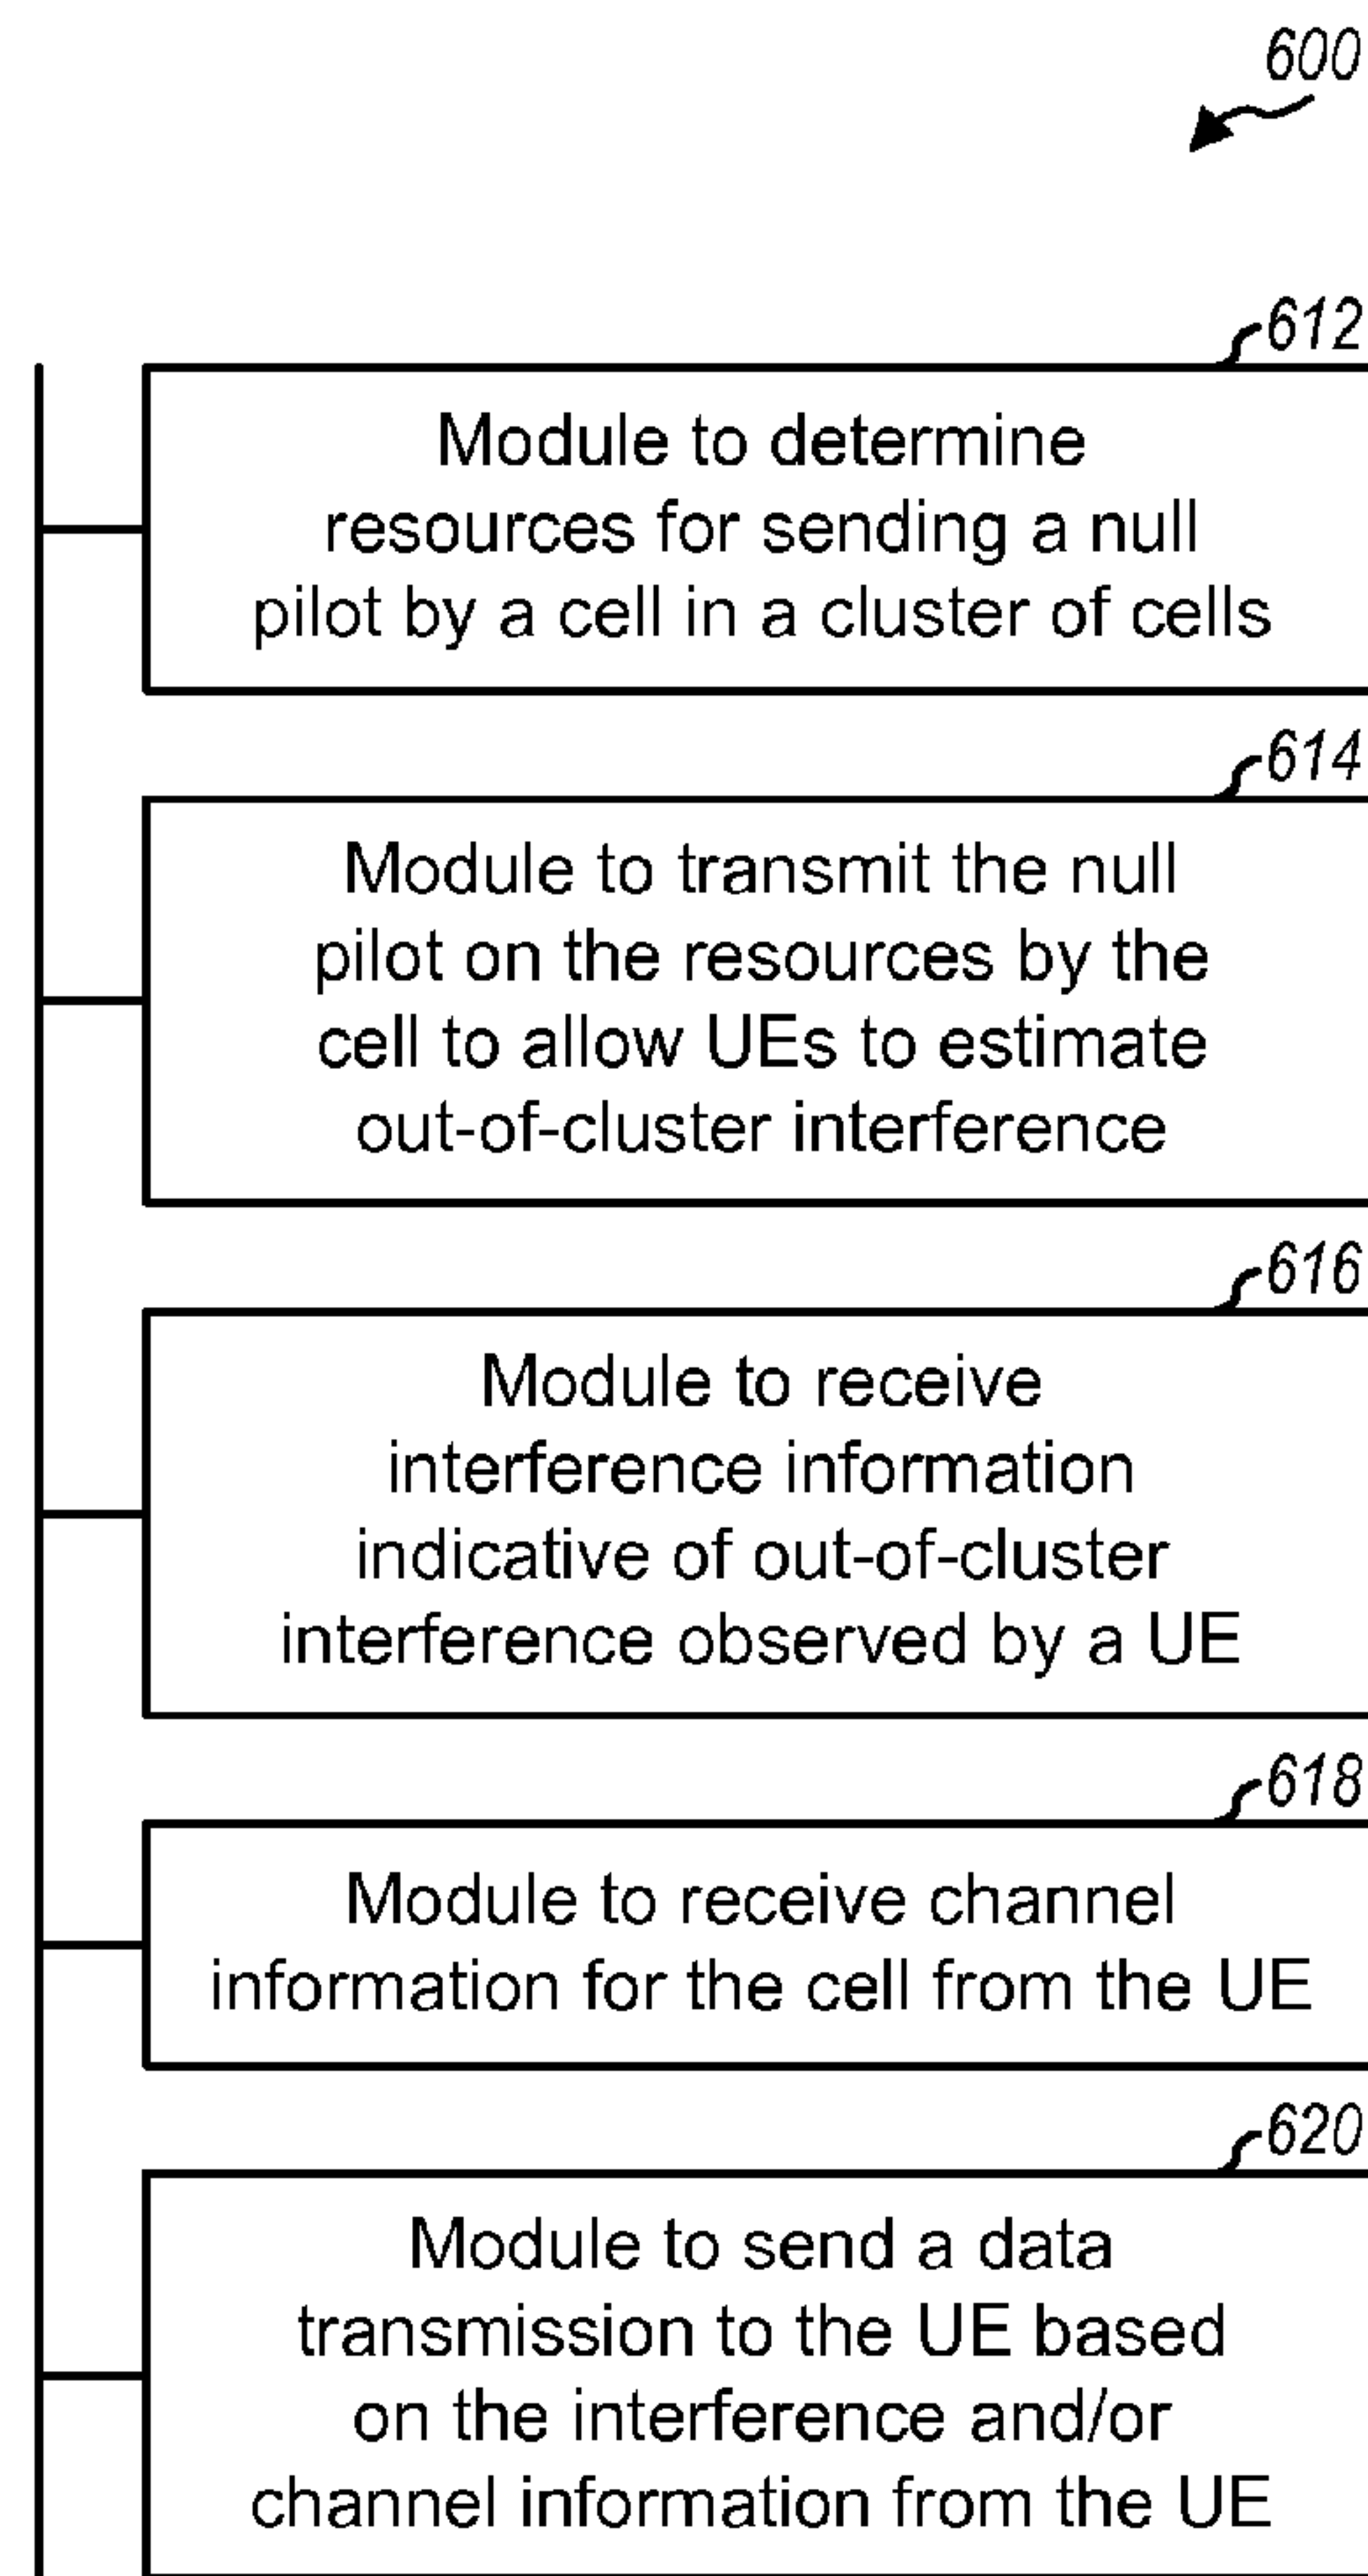 600
612
Module to determine
resources for sending a null
pilot by a cell in a cluster of cells
614
Module to transmit the null
pilot on the resources by the
cell to allow UEs to estimate
out-of-cluster interference
616
Module to receive
interference information
indicative of out-of-cluster
interference observed by a UE
618
Module to receive channel
information for the cell from the UE
620
Module to send a data
transmission to the UE based
on the interference and/or
channel information from the UE